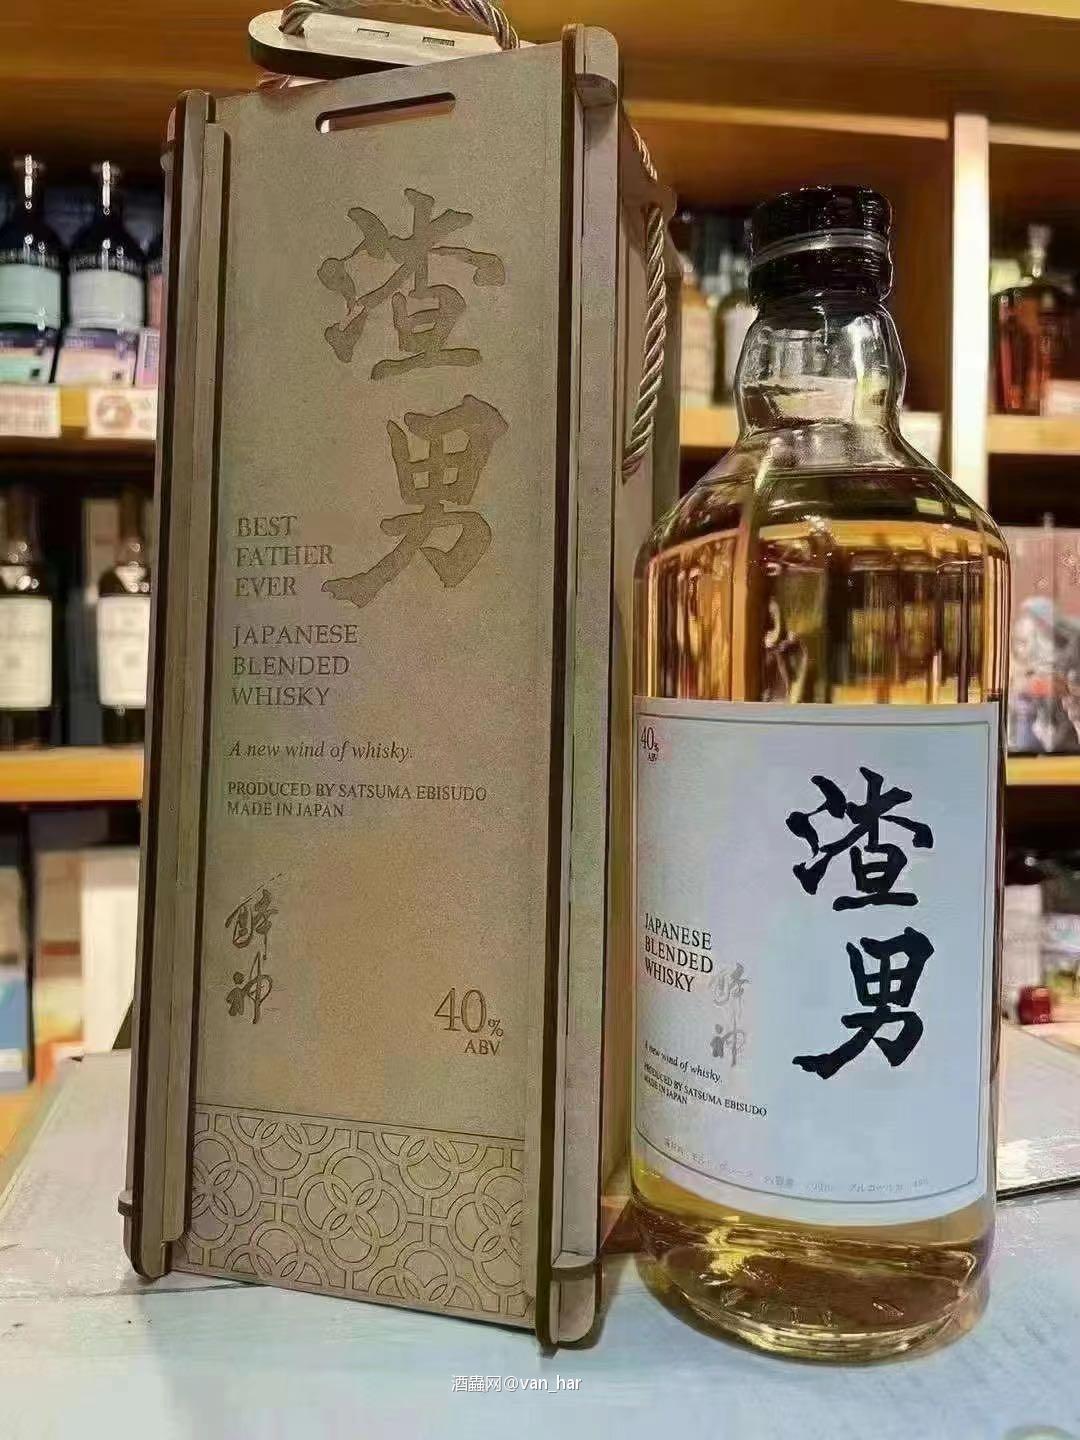 渣男
BEST
FATHER
EVER
JAPANESE
BLENDED
WHISKY
A new wind of whisky.
PRODUCED BY SATSUMA EBISUDO
MADE IN JAPAN
醉神
40%
ABV
40%
ABV
渣男
JAPANESE
BLENDED
WHISKY
醉神
A new wind of whisky.
PRODUCED BY SATSUMA EBISUDO
MADE IN JAPAN
酒蟲网@van_har